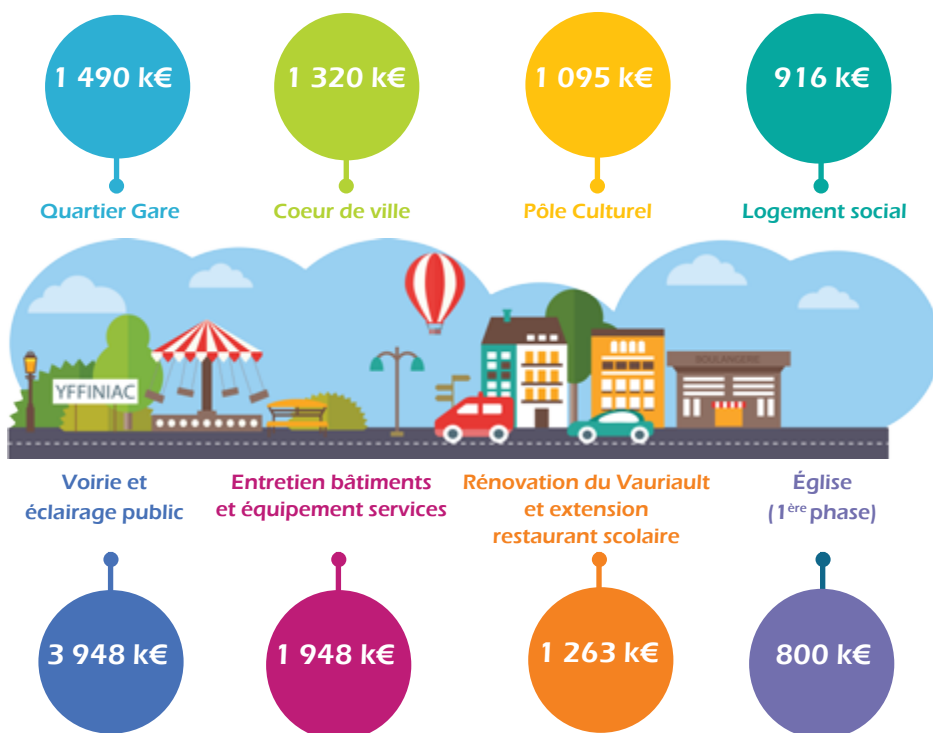 1 490 k€
1 320 k€
1 095 k€
916 k€
Quartier Gare
Coeur de ville
Pôle Culturel
Logement social
BOULANGERIE
YFFINIAC
Voirie et
éclairage public
Entretien bâtiments
et équipement services
Rénovation du Vauriault
et extension
restaurant scolaire
Église
(1ère phase)
3 948 k€
1 948 k€
1 263 k€
800 k€